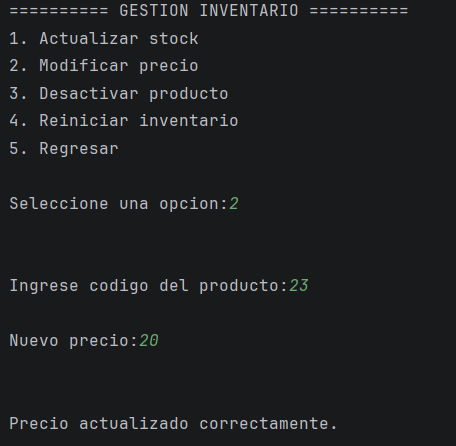 ========== GESTION INVENTARIO ==========
1. Actualizar stock
2. Modificar precio
3. Desactivar producto
4. Reiniciar inventario
5. Regresar
Seleccione una opcion:2
Ingrese codigo del producto:23
Nuevo precio:20
Precio actualizado correctamente.